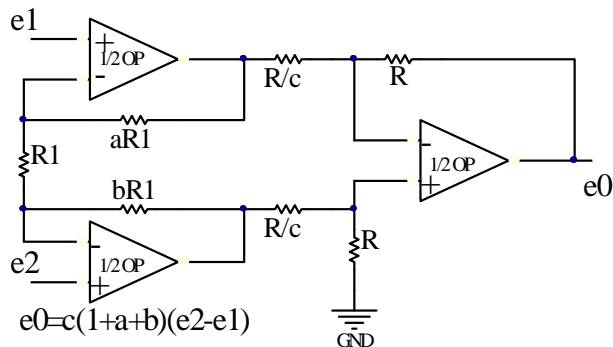 e1
+
1/2OP
-
R/c
R
aR1
R1
-
1/2OP
+
e0
bR1
R/c
R
-
1/2OP
+
e2
e0=c(1+a+b)(e2-e1)
GND